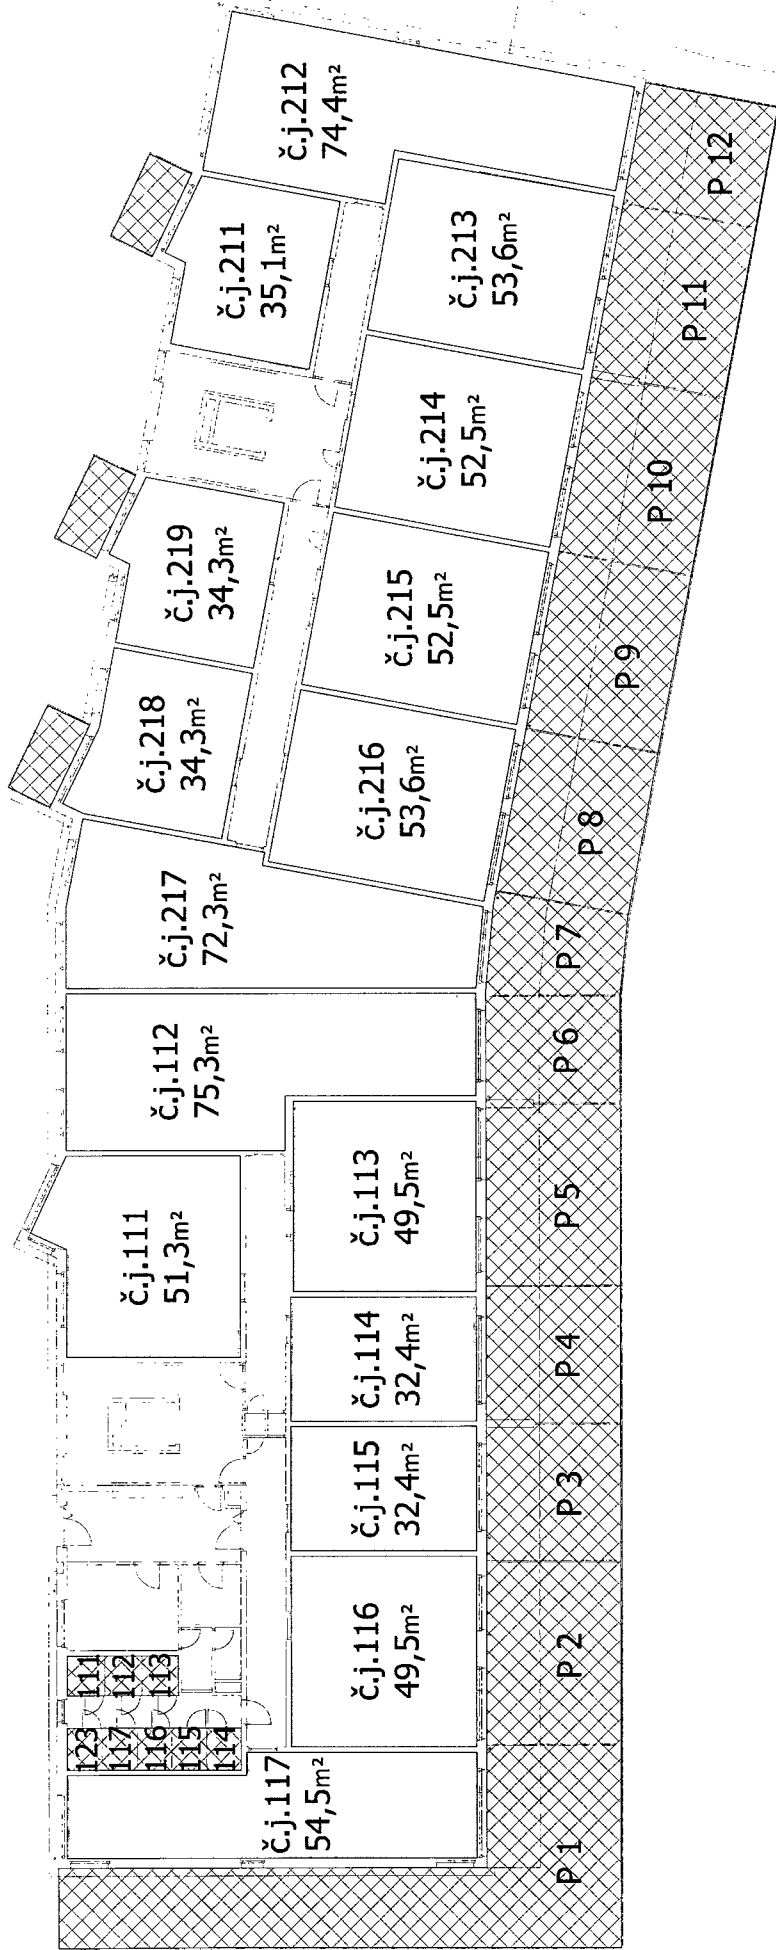 č.j.212
74,4m²
č.j.211
35,1m²
č.j.213
53,6m²
č.j.214
52,5m²
č.j.219
34,3m²
č.j.215
52,5m²
č.j.218
34,3m²
č.j.216
53,6m²
č.j.217
72,3m²
č.j.112
75,3m²
č.j.111
51,3m²
č.j.113
49,5m²
č.j.114
32,4m²
č.j.115
32,4m²
č.j.116
49,5m²
č.j.117
54,5m²
111
112
113
123
117
116
115
114
P 12
P 11
P 10
P 9
P 8
P 7
P 6
P 5
P 4
P 3
P 2
P 1